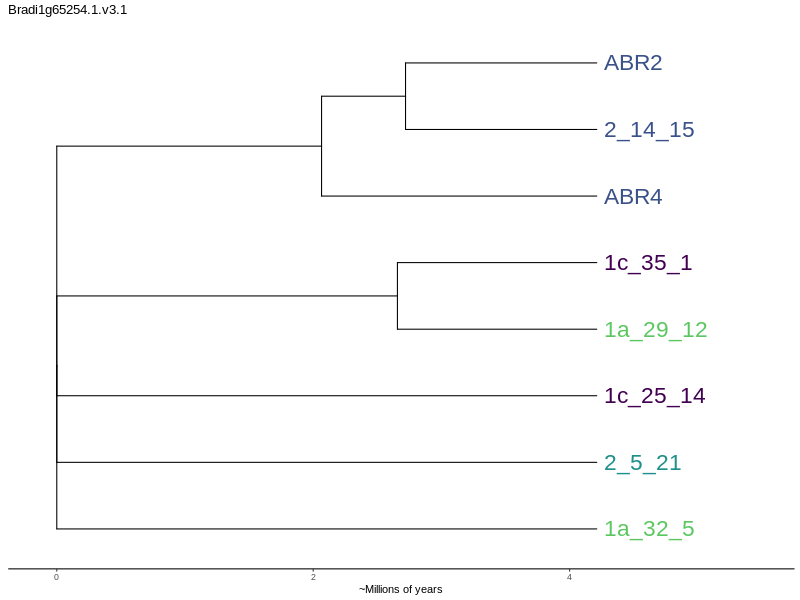 Bradi1g65254.1.v3.1
ABR2
2_14_15
ABR4
1c_35_1
1a_29_12
1c_25_14
2_5_21
1a_32_5
0 2 4
~Millions of years